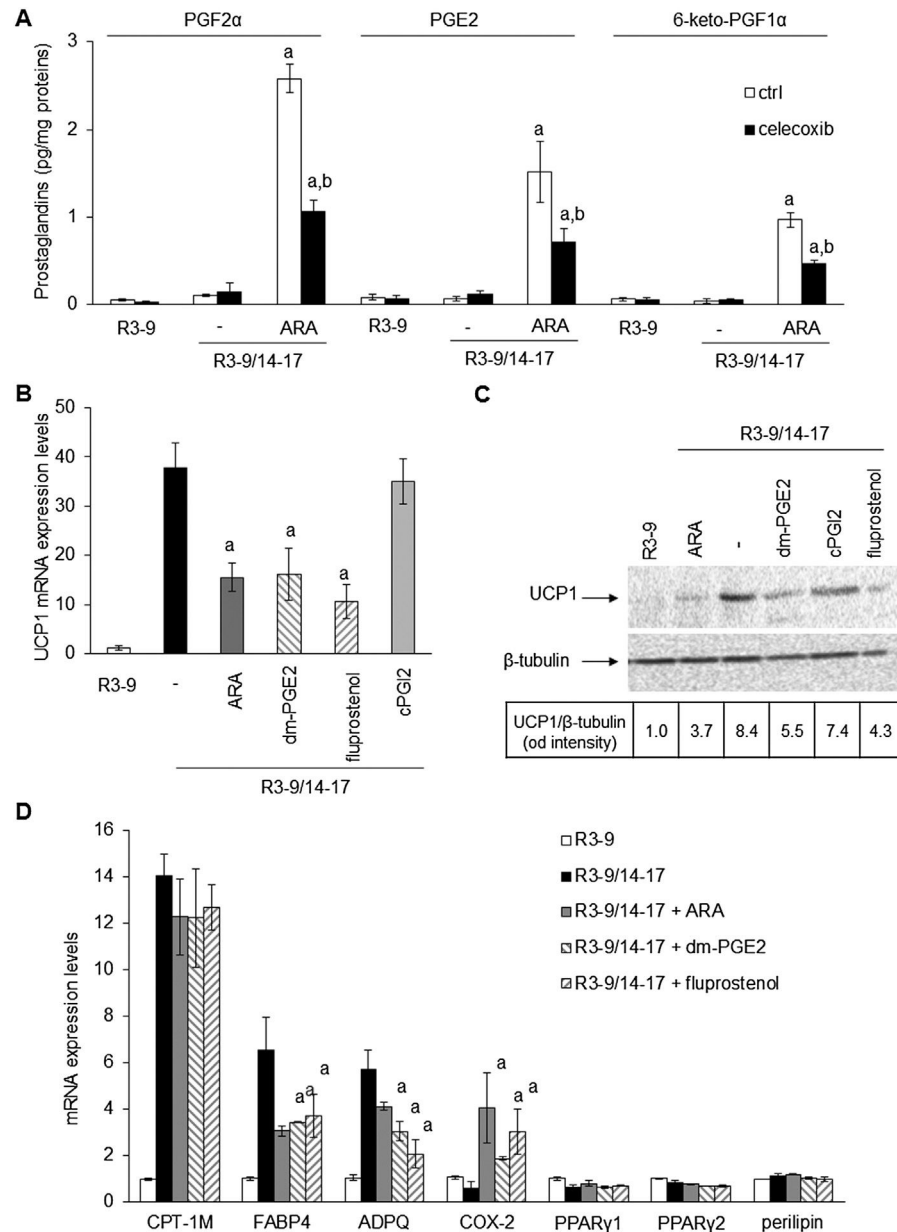 A
PGF2α PGE2 6-keto-PGF1α
Prostaglandins (pg/mg proteins)
3
2
1
0
a
a,b
a
a,b
a
a,b
ctrl
celecoxib
R3-9 - ARA R3-9 - ARA R3-9 - ARA
R3-9/14-17 R3-9/14-17 R3-9/14-17
B
UCP1 mRNA expression levels
50
40
30
20
10
0
a a a
R3-9 - ARA dm-PGE2 fluprostenol cPGI2
R3-9/14-17
C
R3-9/14-17
R3-9 ARA - dm-PGE2 cPGI2 fluprostenol
UCP1
β-tubulin
UCP1/β-tubulin
(od intensity)
1.0 3.7 8.4 5.5 7.4 4.3
D
mRNA expression levels
16
14
12
10
8
6
4
2
0
R3-9
R3-9/14-17
R3-9/14-17 + ARA
R3-9/14-17 + dm-PGE2
R3-9/14-17 + fluprostenol
a a a
a a a
a a a
CPT-1M FABP4 ADPQ COX-2 PPARγ1 PPARγ2 perilipin